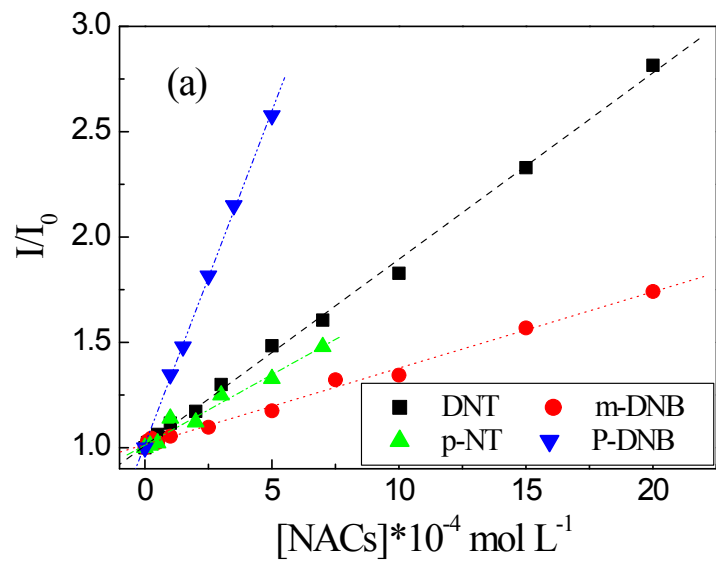 (a)
I/I₀
3.0
2.5
2.0
1.5
1.0
DNT
m-DNB
p-NT
P-DNB
0
5
10
15
20
[NACs]*10⁻⁴ mol L⁻¹